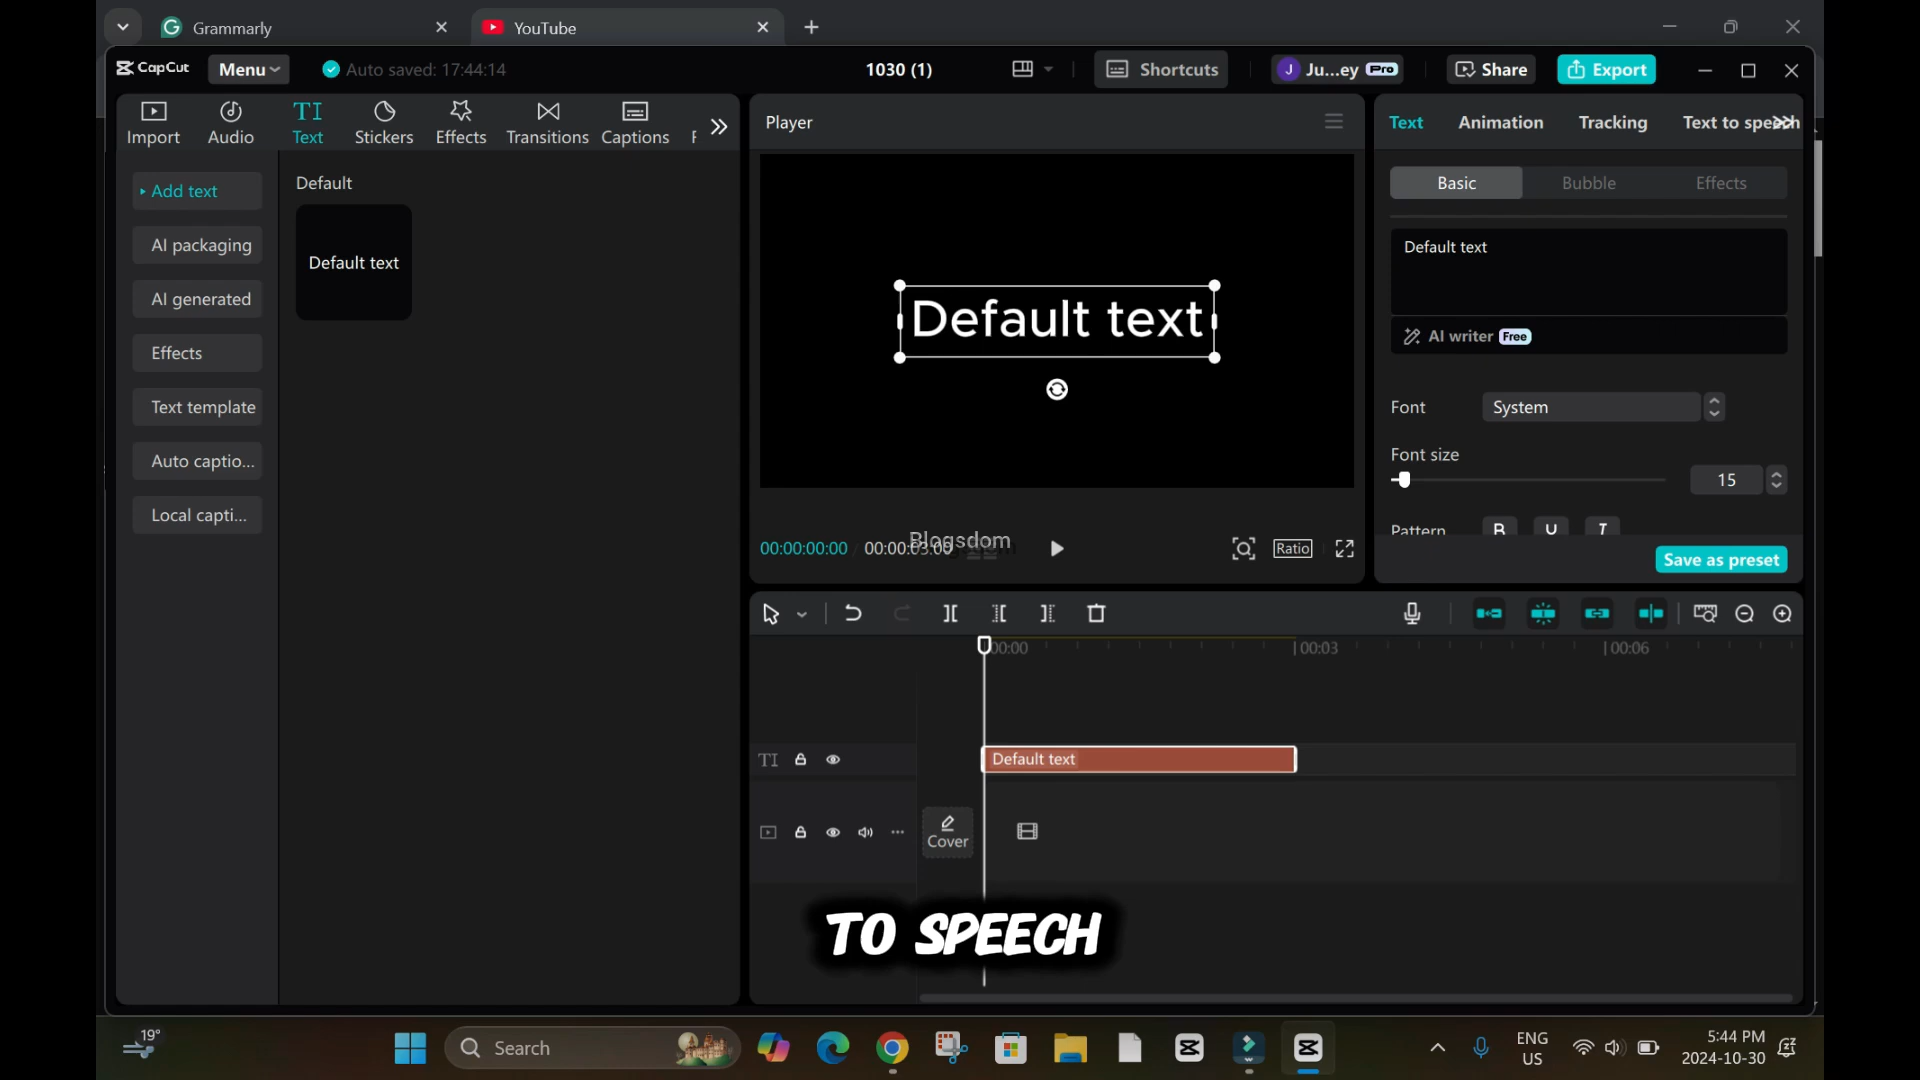 Grammarly
YouTube
CapCut
Menu
Auto saved: 17:44:14
1030 (1)
Shortcuts
J Ju...ey Pro
Share
Export
Import
Audio
TI
Text
Stickers
Effects
Transitions
Captions
Add text
AI packaging
AI generated
Effects
Text template
Auto captio...
Local capti...
Default
Default text
Player
Default text
00:00:00:00
00:00:03:00
Blogsdom
Ratio
Text
Animation
Tracking
Text to speech
Basic
Bubble
Effects
Default text
AI writer Free
Font
System
Font size
15
Pattern
B
U
I
Save as preset
00:00
00:03
00:06
TI
Default text
Cover
TO SPEECH
19°
Search
ENG
US
5:44 PM
2024-10-30